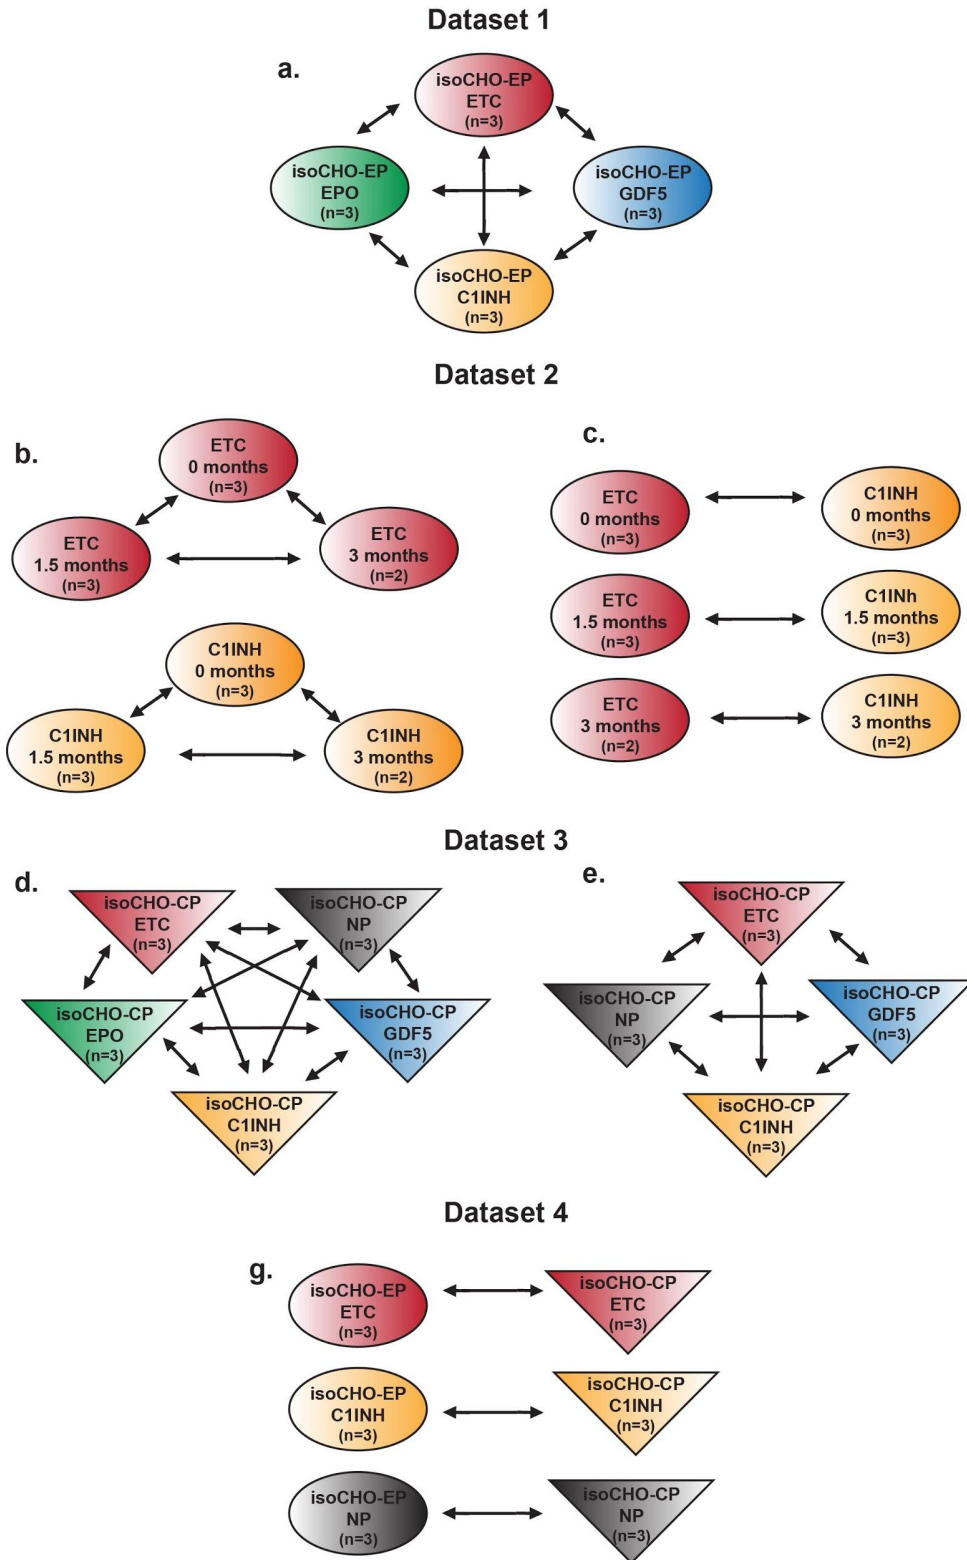 Dataset 1
a.
isoCHO-EP
ETC
(n=3)
isoCHO-EP
EPO
(n=3)
isoCHO-EP
GDF5
(n=3)
isoCHO-EP
C1INH
(n=3)
Dataset 2
b.
ETC
0 months
(n=3)
ETC
1.5 months
(n=3)
ETC
3 months
(n=2)
C1INH
0 months
(n=3)
C1INH
1.5 months
(n=3)
C1INH
3 months
(n=2)
c.
ETC
0 months
(n=3)
C1INH
0 months
(n=3)
ETC
1.5 months
(n=3)
C1INh
1.5 months
(n=3)
ETC
3 months
(n=2)
C1INH
3 months
(n=2)
Dataset 3
d.
isoCHO-CP
ETC
(n=3)
isoCHO-CP
NP
(n=3)
isoCHO-CP
EPO
(n=3)
isoCHO-CP
GDF5
(n=3)
isoCHO-CP
C1INH
(n=3)
e.
isoCHO-CP
ETC
(n=3)
isoCHO-CP
NP
(n=3)
isoCHO-CP
GDF5
(n=3)
isoCHO-CP
C1INH
(n=3)
Dataset 4
g.
isoCHO-EP
ETC
(n=3)
isoCHO-CP
ETC
(n=3)
isoCHO-EP
C1INH
(n=3)
isoCHO-CP
C1INH
(n=3)
isoCHO-EP
NP
(n=3)
isoCHO-CP
NP
(n=3)